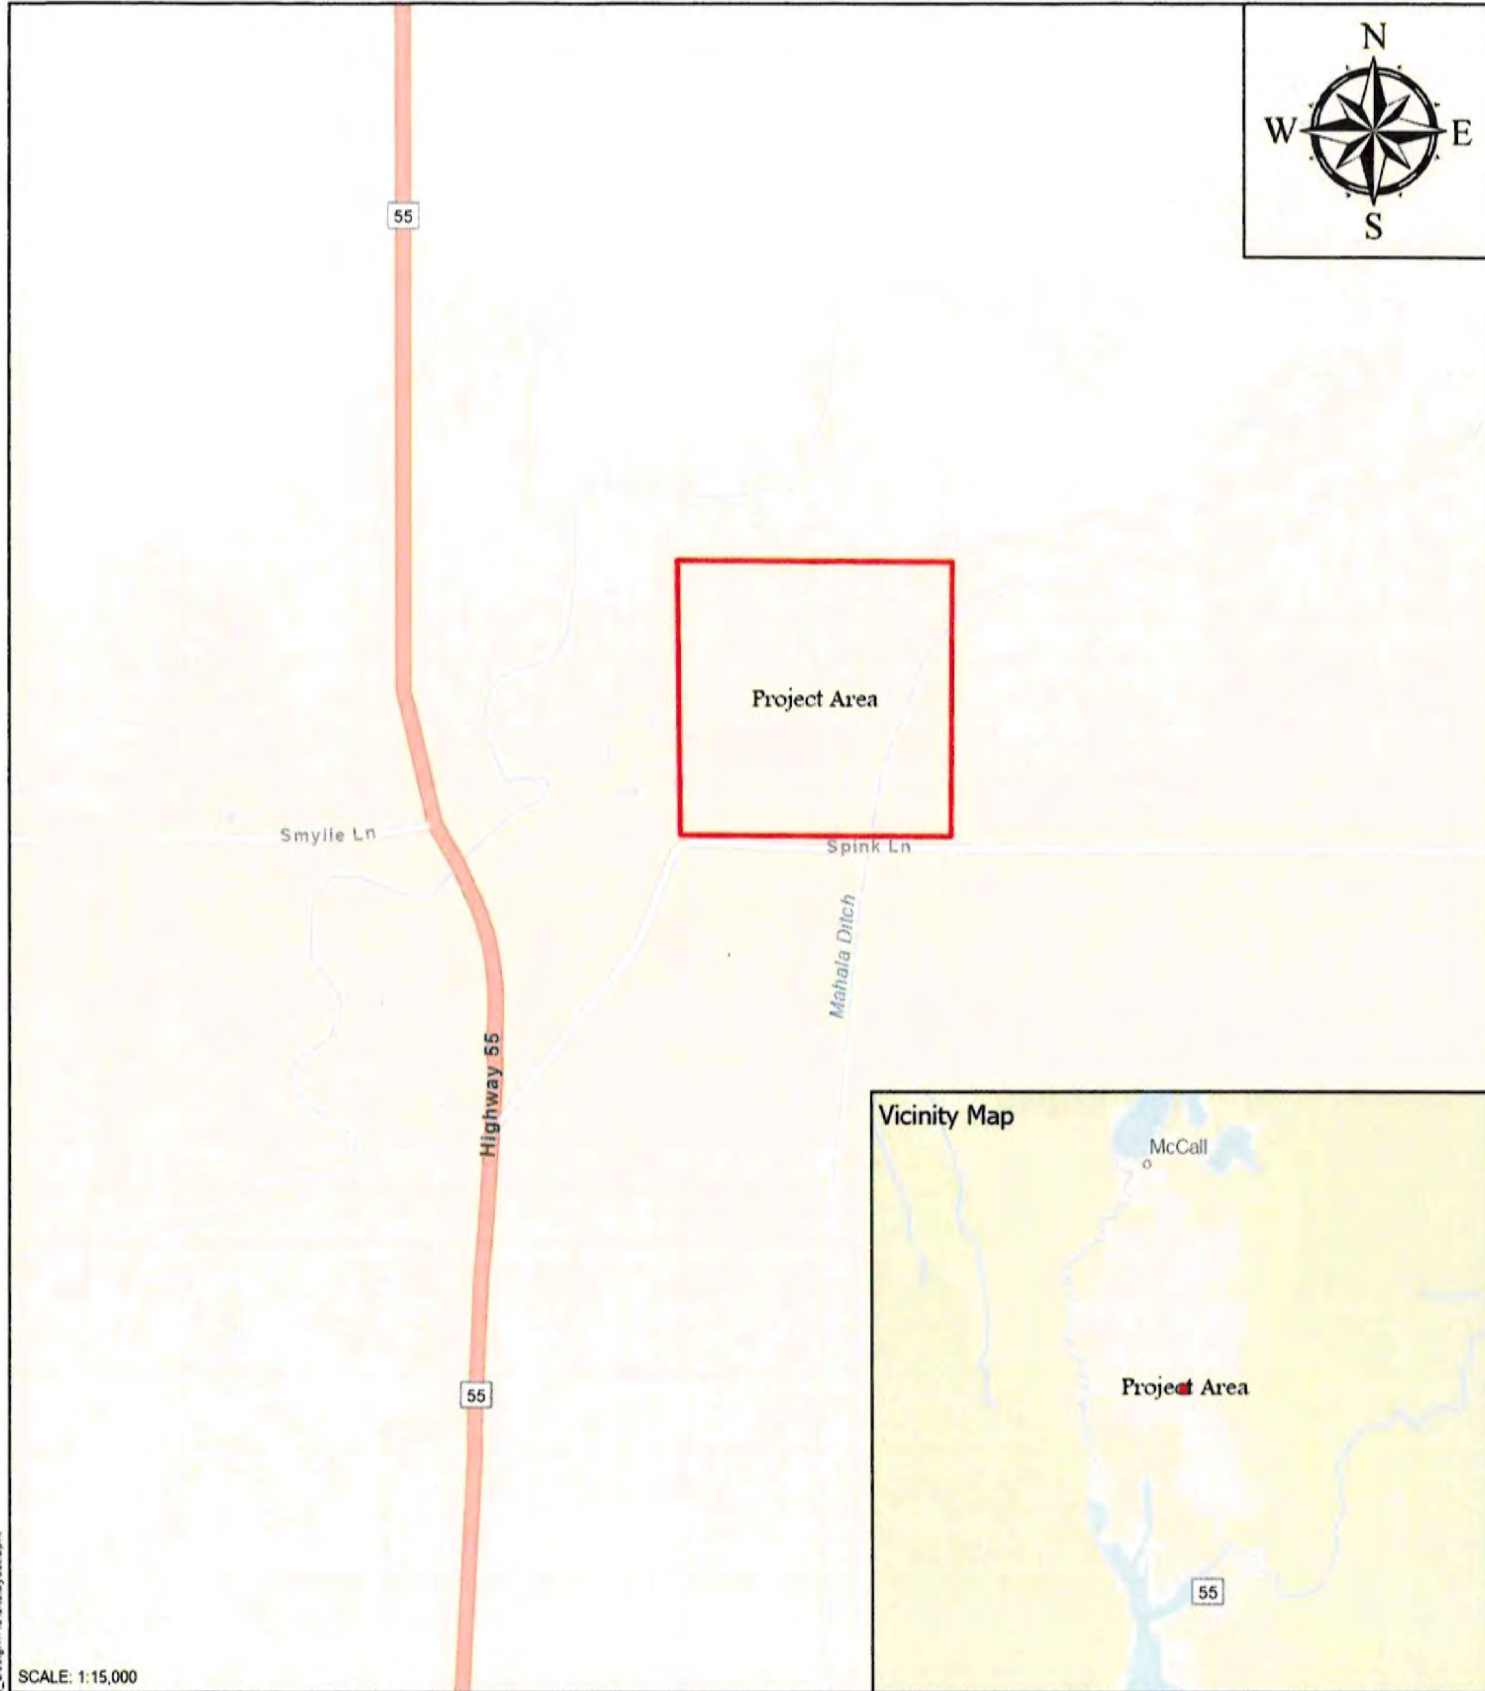 N
W E
S
55
Project Area
Smylie Ln
Spink Ln
Mahala Ditch
Highway 55
Vicinity Map
McCall
Project Area
55
55
SCALE: 1:15,000